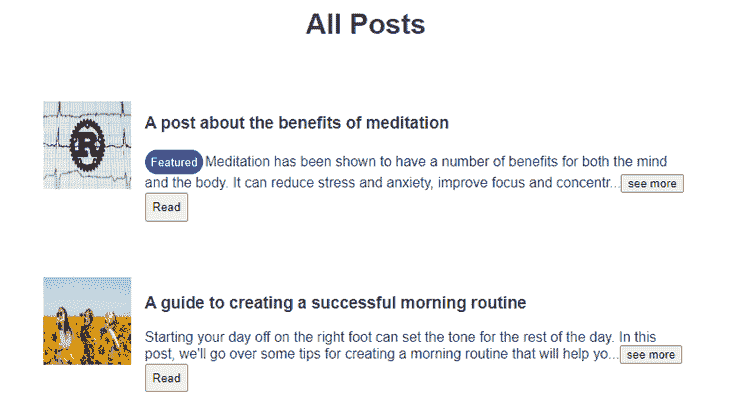 All Posts
R
A post about the benefits of meditation
Featured Meditation has been shown to have a number of benefits for both the mind
and the body. It can reduce stress and anxiety, improve focus and concentr...see more
Read
A guide to creating a successful morning routine
Starting your day off on the right foot can set the tone for the rest of the day. In this
post, we'll go over some tips for creating a morning routine that will help yo...see more
Read